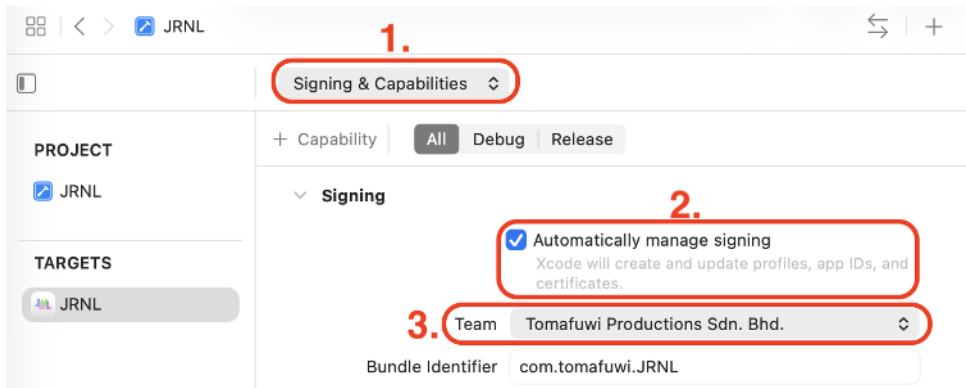 JRNL
1.
Signing & Capabilities
+ Capability All Debug Release
PROJECT
JRNL
Signing
2.
Automatically manage signing
Xcode will create and update profiles, app IDs, and
certificates.
TARGETS
JRNL
3. Team Tomafuwi Productions Sdn. Bhd.
Bundle Identifier com.tomafuwi.JRNL